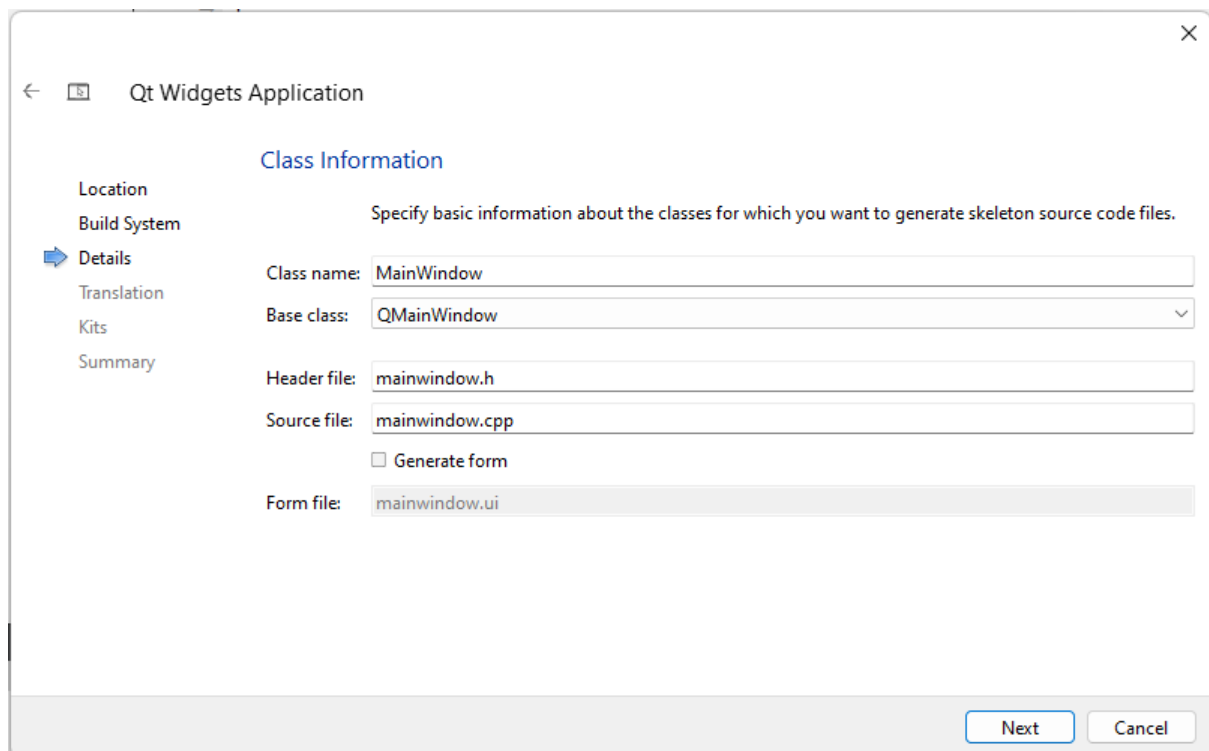 Qt Widgets Application
Class Information
Location
Build System
Details
Translation
Kits
Summary
Specify basic information about the classes for which you want to generate skeleton source code files.
Class name: MainWindow
Base class: QMainWindow
Header file: mainwindow.h
Source file: mainwindow.cpp
Generate form
Form file: mainwindow.ui
Next Cancel